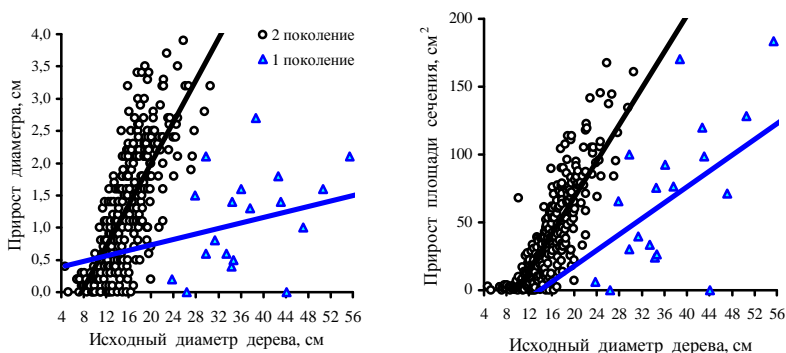 Прирост диаметра, см
4,0
3,5
3,0
2,5
2,0
1,5
1,0
0,5
0,0
2 поколение
1 поколение
4 8 12 16 20 24 28 32 36 40 44 48 52 56
Исходный диаметр дерева, см
Прирост площади сечения, см²
200
150
100
50
0
4 8 12 16 20 24 28 32 36 40 44 48 52 56
Исходный диаметр дерева, см